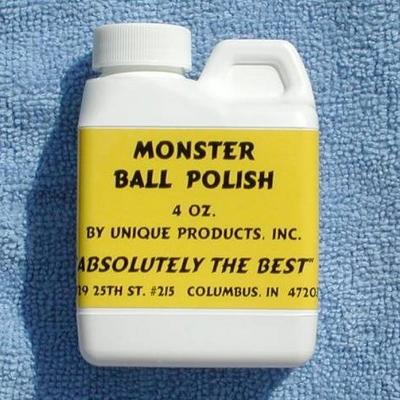 MONSTER
BALL POLISH
4 OZ.
BY UNIQUE PRODUCTS, INC.
ABSOLUTELY THE BEST"
25TH ST. #215 COLUMBUS, IN